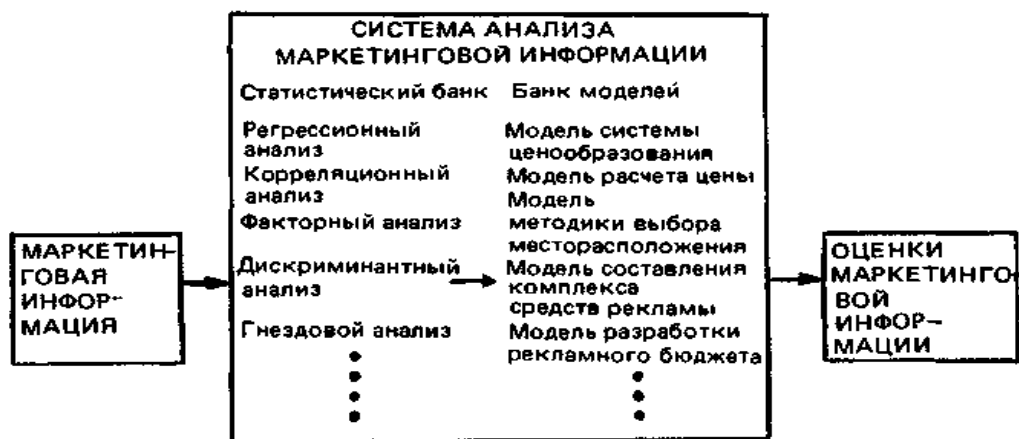 СИСТЕМА АНАЛИЗА
МАРКЕТИНГОВОЙ ИНФОРМАЦИИ
Статистический банк
Регрессионный
анализ
Корреляционный
анализ
Факторный анализ
Дискриминантный
анализ
Гнездовой анализ
Банк моделей
Модель системы
ценообразования
Модель расчета цены
Модель
методики выбора
месторасположения
Модель составления
комплекса
средств рекламы
Модель разработки
рекламного бюджета
МАРКЕТИН-
ГОВАЯ
ИНФОР-
МАЦИЯ
ОЦЕНКИ
МАРКЕТИНГО-
ВОЙ
ИНФОР-
МАЦИИ